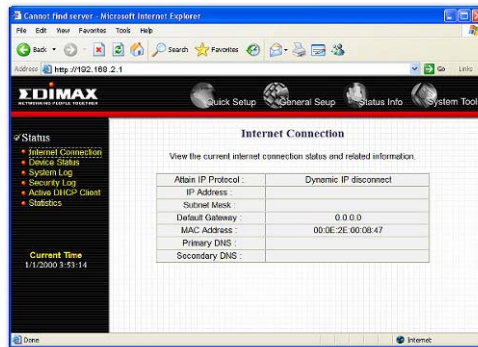 Cannot find server - Microsoft Internet Explorer
File Edit View Favorites Tools Help
Back Search Favorites
Address http://192.168.2.1 Go Links
EDIMAX
NETWORKING PEOPLE TOGETHER
Quick Setup General Seup Status Info System Tools
Status
Internet Connection
Device Status
System Log
Security Log
Active DHCP Client
Statistics
Current Time
1/1/2000 3:53:14
Internet Connection
View the current internet connection status and related information.
Attain IP Protocol : Dynamic IP disconnect
IP Address :
Subnet Mask :
Default Gateway : 0.0.0.0
MAC Address : 00:0E:2E:00:08:47
Primary DNS :
Secondary DNS :
Done Internet